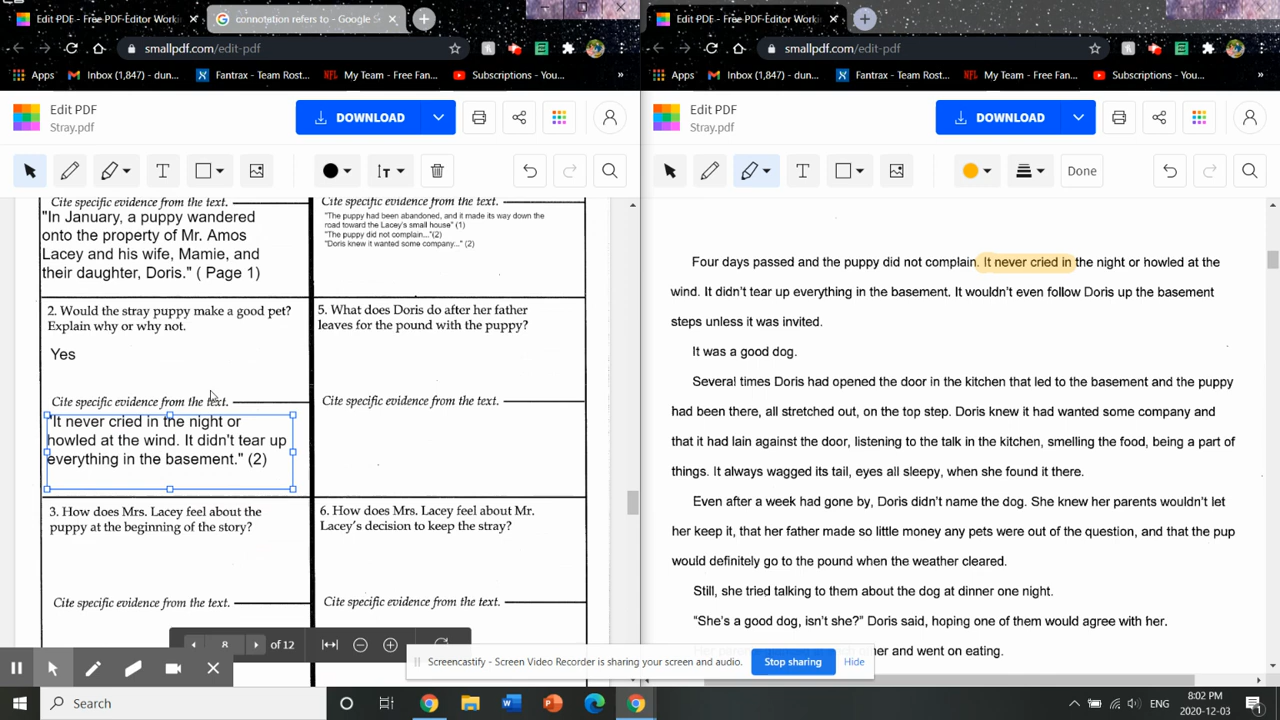 Edit PDF - Free PDF Editor Workin
connotation refers to - Google S
smallpdf.com/edit-pdf
Apps
Inbox (1,847) - dun...
Fantrax - Team Rost...
My Team - Free Fan...
Subscriptions - You...
»
Edit PDF
Stray.pdf
DOWNLOAD
Cite specific evidence from the text.
"In January, a puppy wandered
onto the property of Mr. Amos
Lacey and his wife, Mamie, and
their daughter, Doris." ( Page 1)
2. Would the stray puppy make a good pet?
Explain why or why not.
Yes
Cite specific evidence from the text.
"It never cried in the night or
howled at the wind. It didn't tear up
everything in the basement." (2)
3. How does Mrs. Lacey feel about the
puppy at the beginning of the story?
Cite specific evidence from the text.
Cite specific evidence from the text.
"The puppy had been abandoned, and it made its way down the
road toward the Lacey's small house" (1)
"The puppy did not complain..."(2)
"Doris knew it wanted some company..." (2)
5. What does Doris do after her father
leaves for the pound with the puppy?
Cite specific evidence from the text.
6. How does Mrs. Lacey feel about Mr.
Lacey's decision to keep the stray?
Cite specific evidence from the text.
8 of 12
Edit PDF - Free PDF Editor Workin
smallpdf.com/edit-pdf
Apps
Inbox (1,847) - dun...
Fantrax - Team Rost...
My Team - Free Fan...
Subscriptions - You...
»
Edit PDF
Stray.pdf
DOWNLOAD
Done
Four days passed and the puppy did not complain. It never cried in the night or howled at the
wind. It didn't tear up everything in the basement. It wouldn't even follow Doris up the basement
steps unless it was invited.
It was a good dog.
Several times Doris had opened the door in the kitchen that led to the basement and the puppy
had been there, all stretched out, on the top step. Doris knew it had wanted some company and
that it had lain against the door, listening to the talk in the kitchen, smelling the food, being a part of
things. It always wagged its tail, eyes all sleepy, when she found it there.
Even after a week had gone by, Doris didn't name the dog. She knew her parents wouldn't let
her keep it, that her father made so little money any pets were out of the question, and that the pup
would definitely go to the pound when the weather cleared.
Still, she tried talking to them about the dog at dinner one night.
"She's a good dog, isn't she?" Doris said, hoping one of them would agree with her.
and went on eating.
Screencastify - Screen Video Recorder is sharing your screen and audio.
Stop sharing
Hide
Search
8:02 PM
2020-12-03